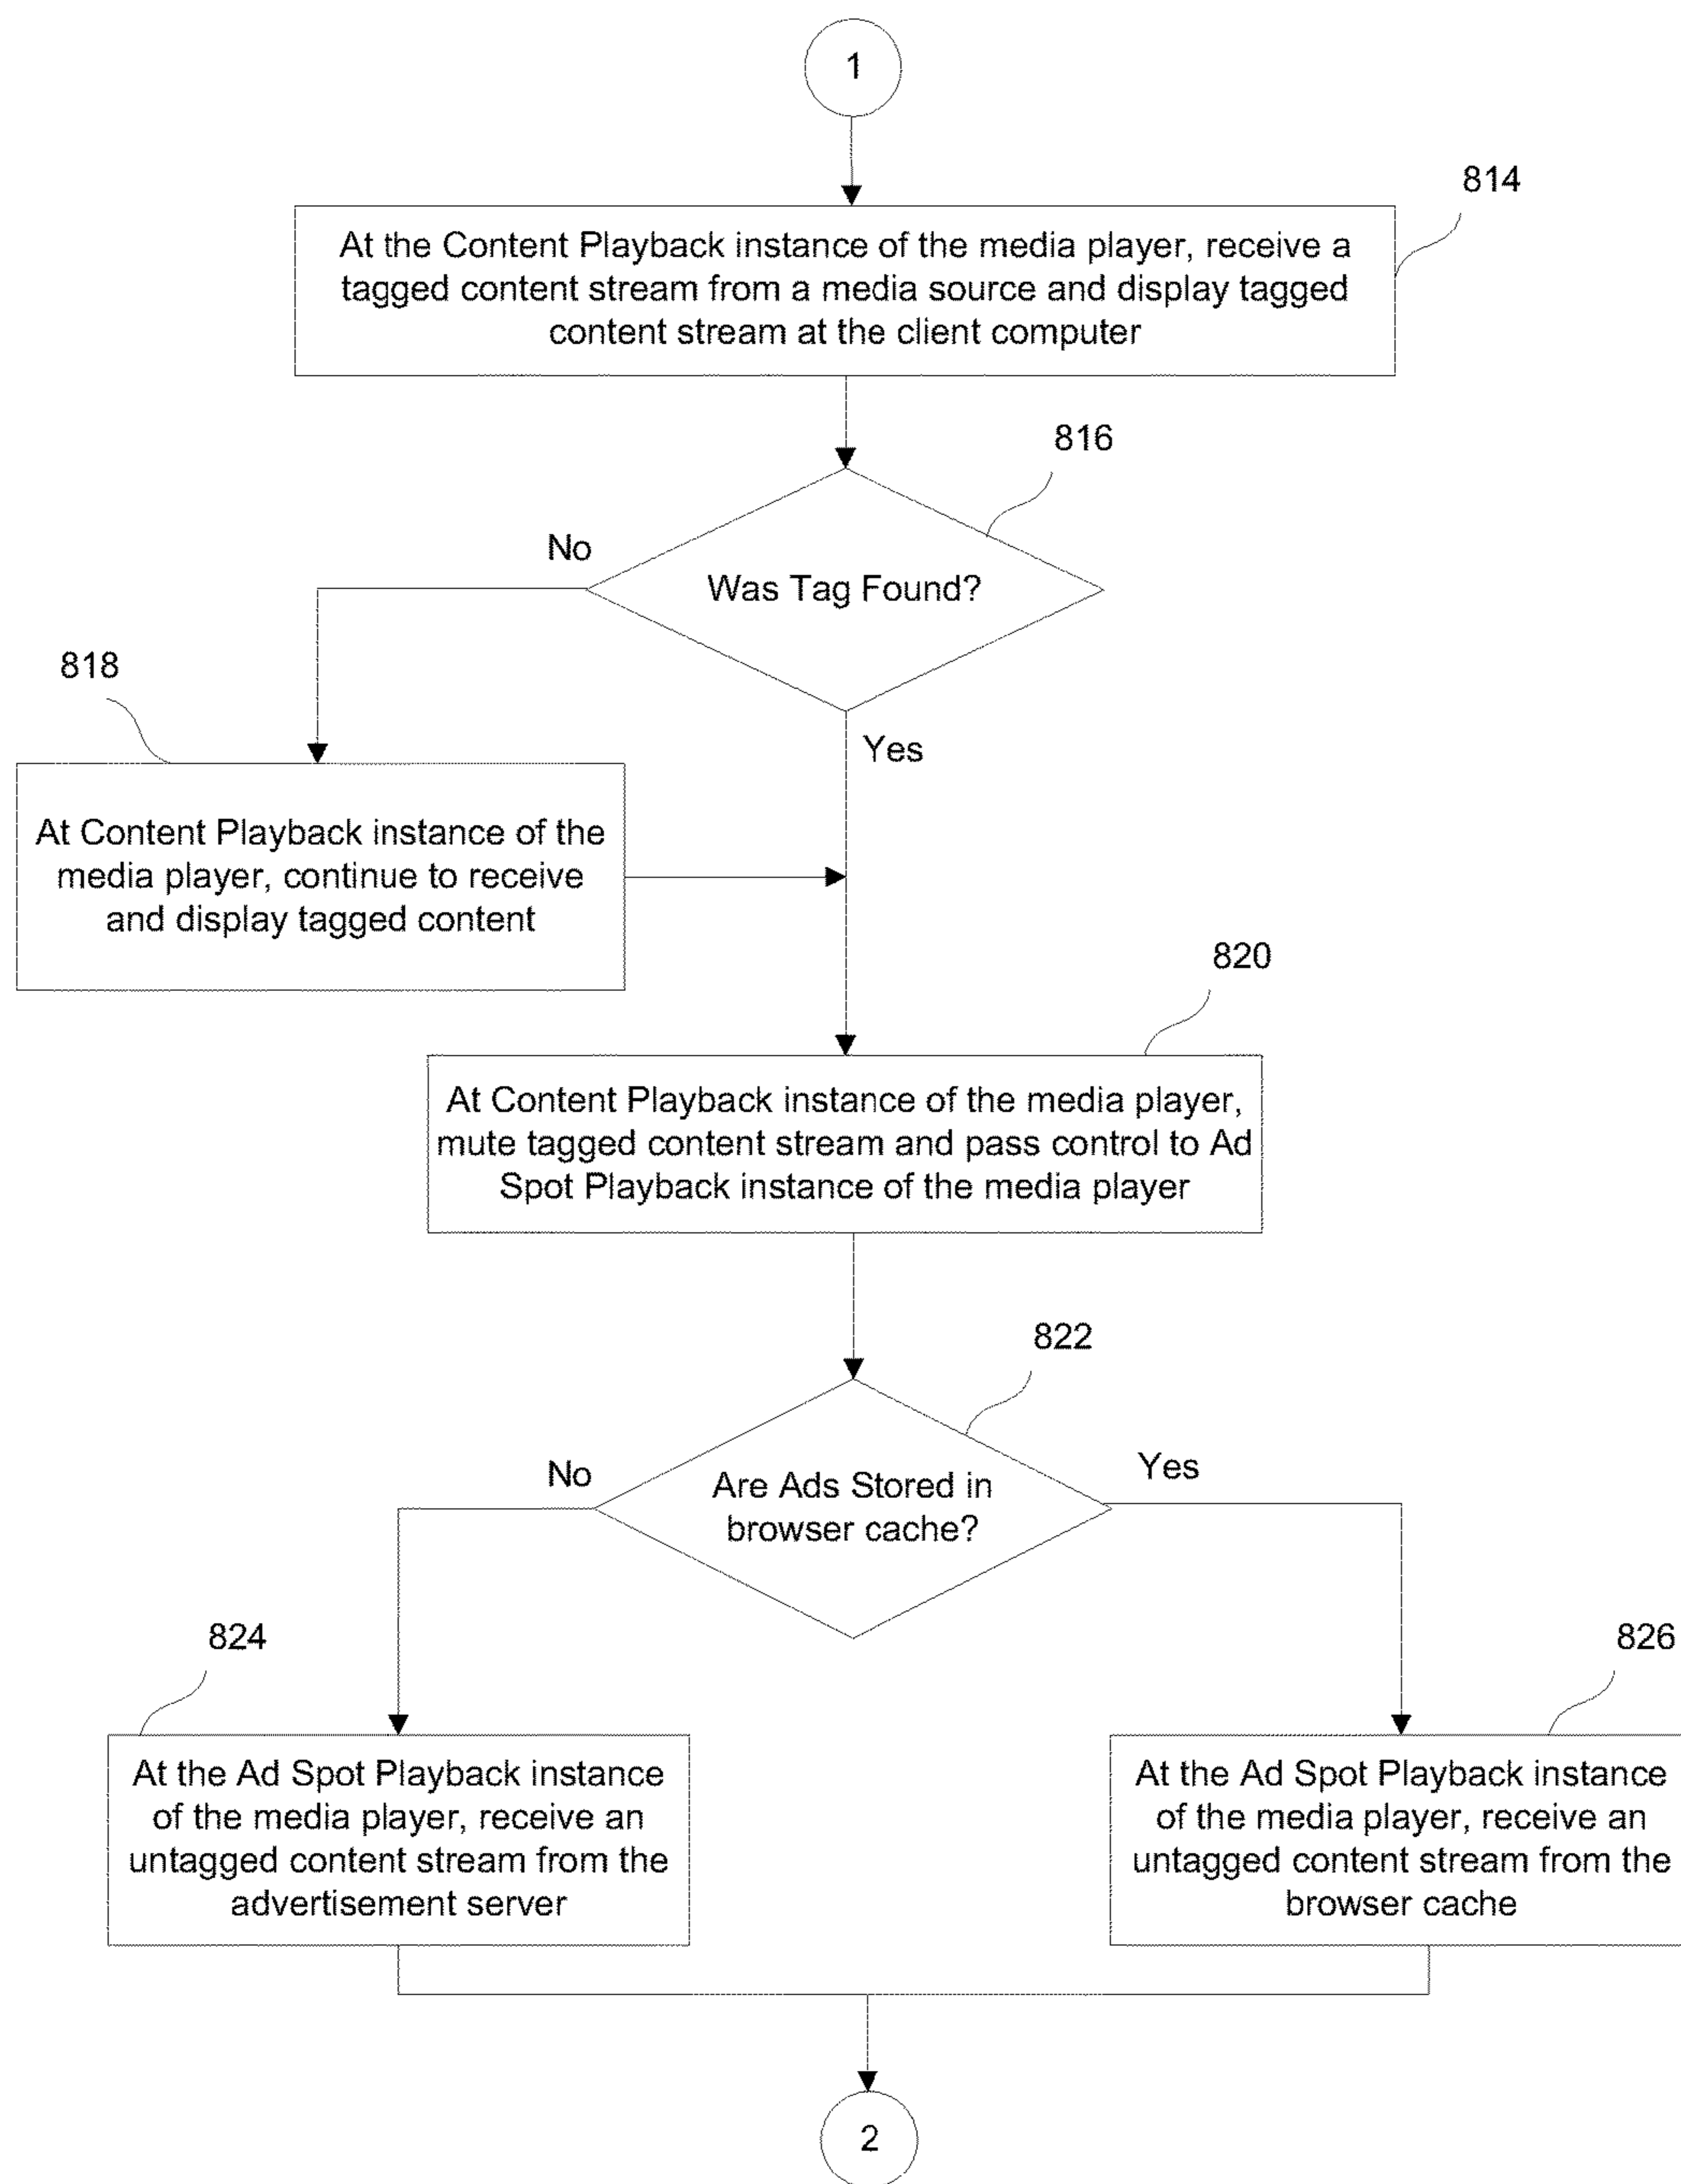 1
814
At the Content Playback instance of the media player, receive a
tagged content stream from a media source and display tagged
content stream at the client computer
816
No
Was Tag Found?
818
Yes
At Content Playback instance of the
media player, continue to receive
and display tagged content
820
At Content Playback instance of the media player,
mute tagged content stream and pass control to Ad
Spot Playback instance of the media player
822
No
Are Ads Stored in
browser cache?
Yes
824
826
At the Ad Spot Playback instance
of the media player, receive an
untagged content stream from the
advertisement server
At the Ad Spot Playback instance
of the media player, receive an
untagged content stream from the
browser cache
2